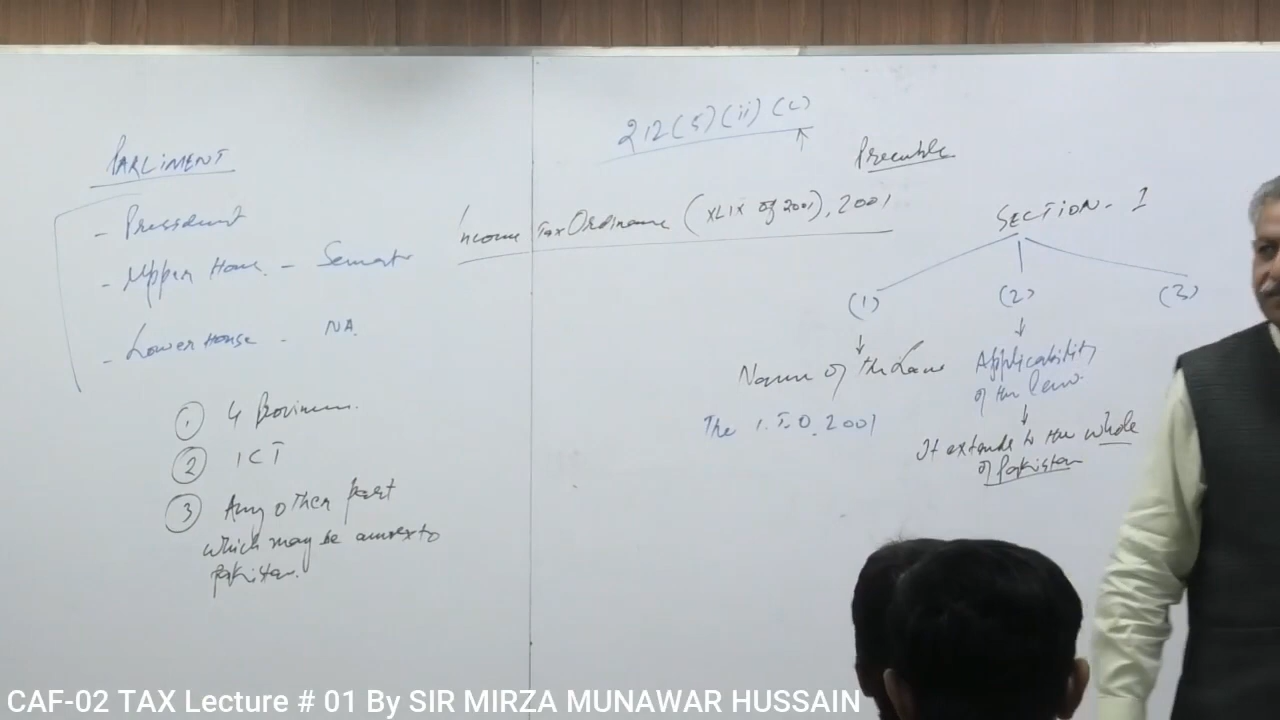 PARLIMENT
- President
- Upper House - Senate
- Lower House - NA.
① 4 Provinces.
② ICT
③ Any other part
which may be annex to
Pakistan.
212(5)(ii)(c)
Preamble
Income Tax Ordinance (XLIX of 2001), 2001
SECTION - 1
(1) (2) (3)
Name of the Law
The I.T.O. 2001
Applicability
of the law.
It extends to the whole
of Pakistan
CAF-02 TAX Lecture # 01 By SIR MIRZA MUNAWAR HUSSAIN